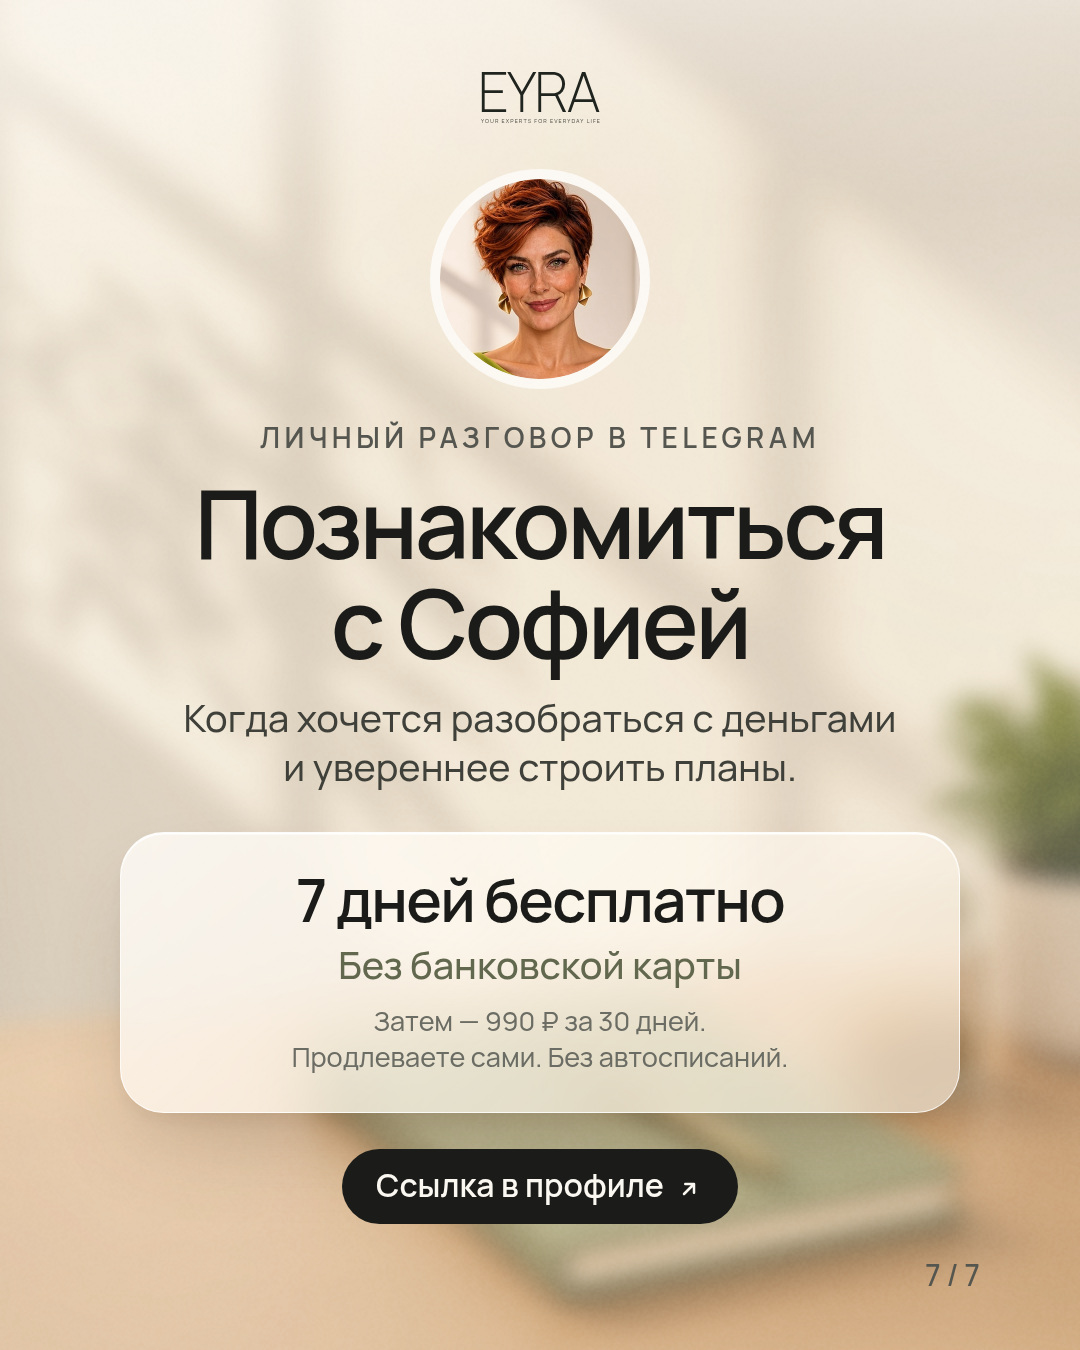 EYRA
YOUR EXPERTS FOR EVERYDAY LIFE
ЛИЧНЫЙ РАЗГОВОР В TELEGRAM
Познакомиться
с Софией
Когда хочется разобраться с деньгами
и увереннее строить планы.
7 дней бесплатно
Без банковской карты
Затем — 990 ₽ за 30 дней.
Продлеваете сами. Без автосписаний.
Ссылка в профиле ↗
7 / 7